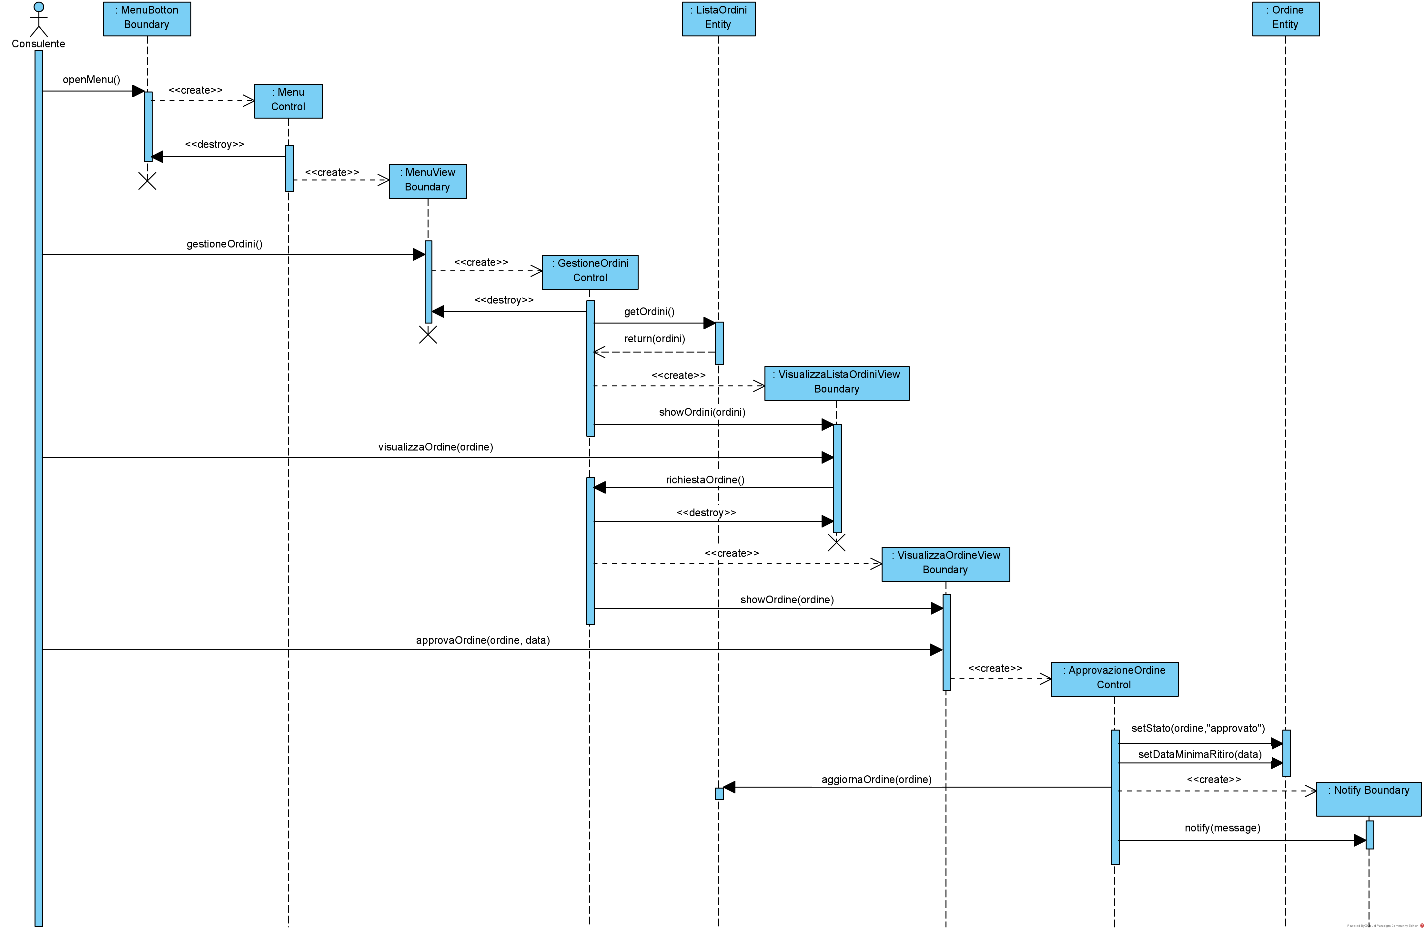 : MenuBotton
Boundary
: ListaOrdini
Entity
: Ordine
Entity
Consulente
openMenu()
<<create>>
: Menu
Control
<<destroy>>
<<create>>
: MenuView
Boundary
gestioneOrdini()
<<create>>
: GestioneOrdini
Control
<<destroy>>
getOrdini()
return(ordini)
<<create>>
: VisualizzaListaOrdiniView
Boundary
showOrdini(ordini)
visualizzaOrdine(ordine)
richiestaOrdine()
<<destroy>>
<<create>>
: VisualizzaOrdineView
Boundary
showOrdine(ordine)
approvaOrdine(ordine, data)
<<create>>
: ApprovazioneOrdine
Control
setStato(ordine,"approvato")
setDataMinimaRitiro(data)
aggiornaOrdine(ordine)
<<create>>
: Notify Boundary
notify(message)